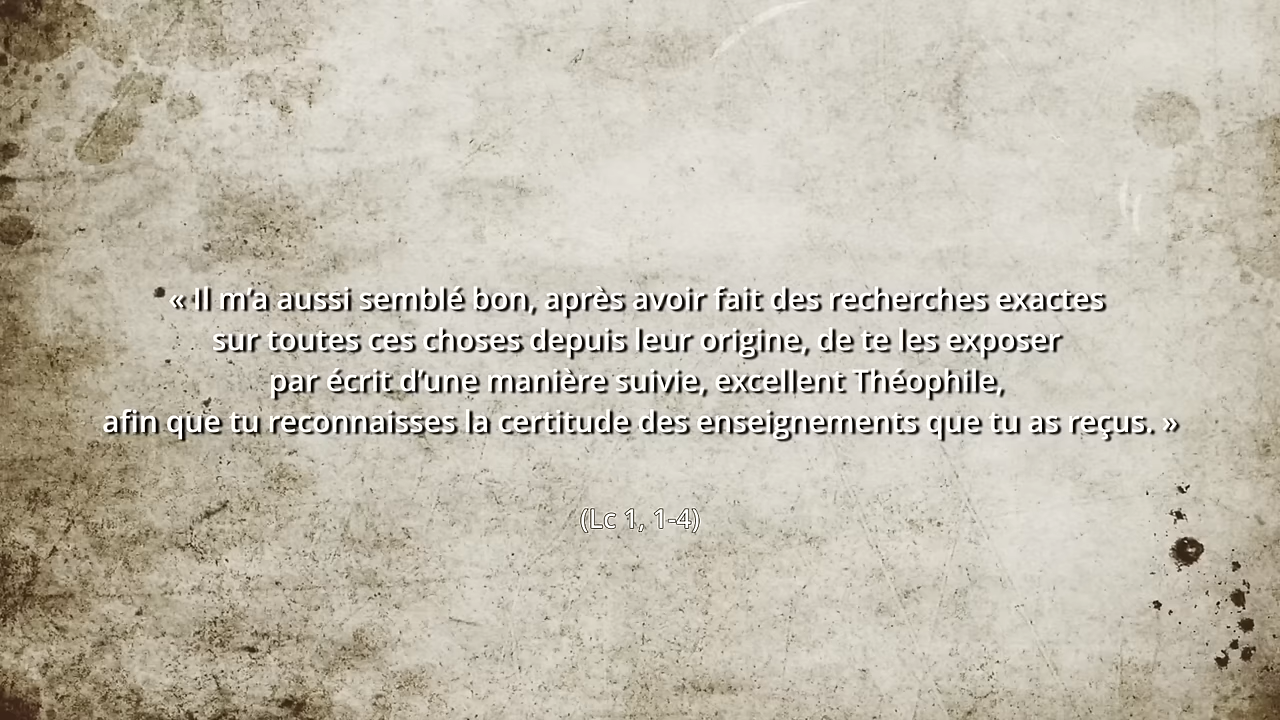 « Il m’a aussi semblé bon, après avoir fait des recherches exactes
sur toutes ces choses depuis leur origine, de te les exposer
par écrit d’une manière suivie, excellent Théophile,
afin que tu reconnaisses la certitude des enseignements que tu as reçus. »
(Lc 1, 1-4)